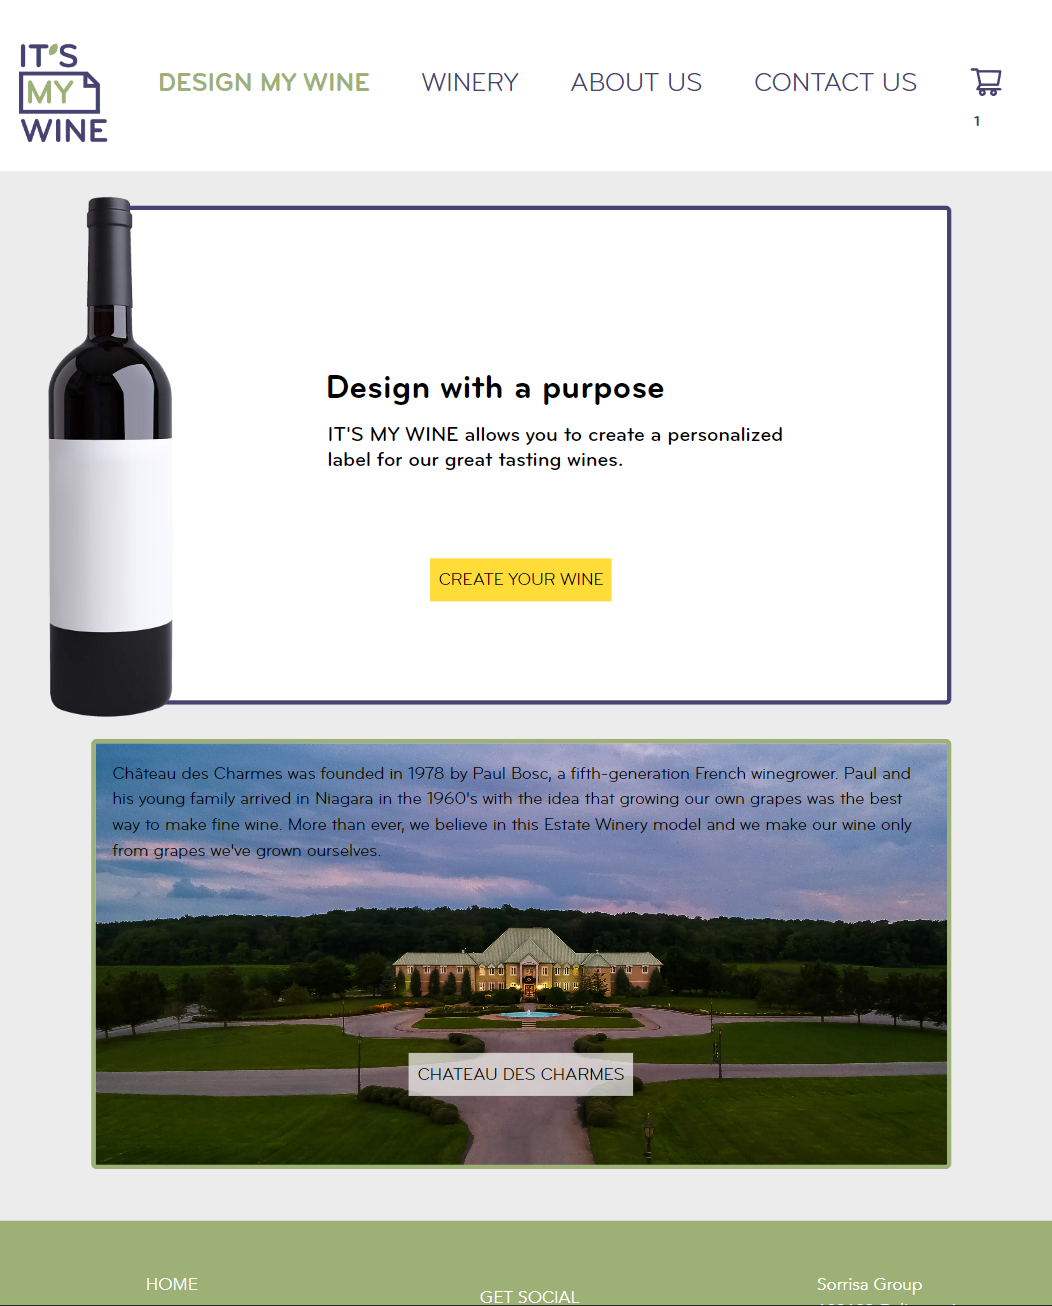 IT'S
MY
WINE
DESIGN MY WINE
WINERY
ABOUT US
CONTACT US
1
Design with a purpose
IT'S MY WINE allows you to create a personalized
label for our great tasting wines.
CREATE YOUR WINE
Château des Charmes was founded in 1978 by Paul Bosc, a fifth-generation French winegrower. Paul and
his young family arrived in Niagara in the 1960's with the idea that growing our own grapes was the best
way to make fine wine. More than ever, we believe in this Estate Winery model and we make our wine only
from grapes we've grown ourselves.
CHATEAU DES CHARMES
HOME
GET SOCIAL
Sorrisa Group